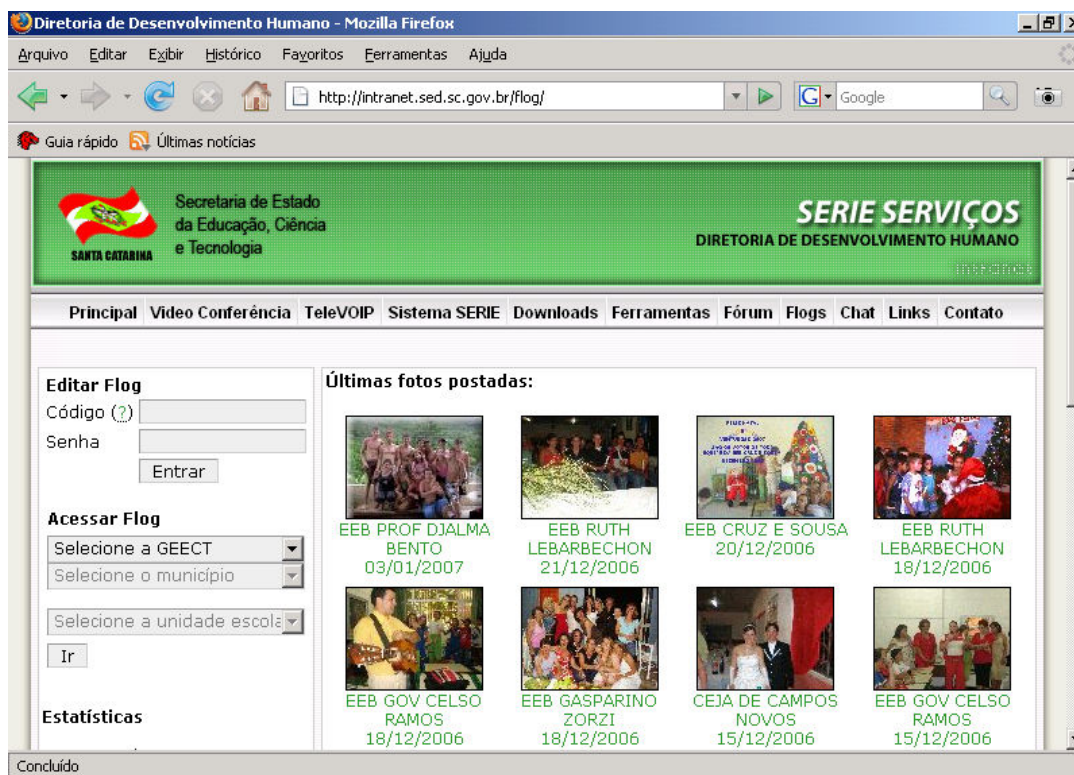 Diretoria de Desenvolvimento Humano - Mozilla Firefox
Arquivo Editar Exibir Histórico Favoritos Ferramentas Ajuda
http://intranet.sed.sc.gov.br/flog/
G Google
Guia rápido Últimas notícias
Secretaria de Estado
da Educação, Ciência
e Tecnologia
SANTA CATARINA
SERIE SERVIÇOS
DIRETORIA DE DESENVOLVIMENTO HUMANO
intranet
Principal Video Conferência TeleVOIP Sistema SERIE Downloads Ferramentas Fórum Flogs Chat Links Contato
Editar Flog
Código (?)
Senha
Entrar
Acessar Flog
Selecione a GEECT
Selecione o município
Selecione a unidade escola
Ir
Estatísticas
Últimas fotos postadas:
EEB PROF DJALMA
BENTO
03/01/2007
EEB RUTH
LEBARBECHON
21/12/2006
EEB CRUZ E SOUSA
20/12/2006
EEB RUTH
LEBARBECHON
18/12/2006
EEB GOV CELSO
RAMOS
18/12/2006
EEB GASPARINO
ZORZI
18/12/2006
CEJA DE CAMPOS
NOVOS
15/12/2006
EEB GOV CELSO
RAMOS
15/12/2006
Concluído